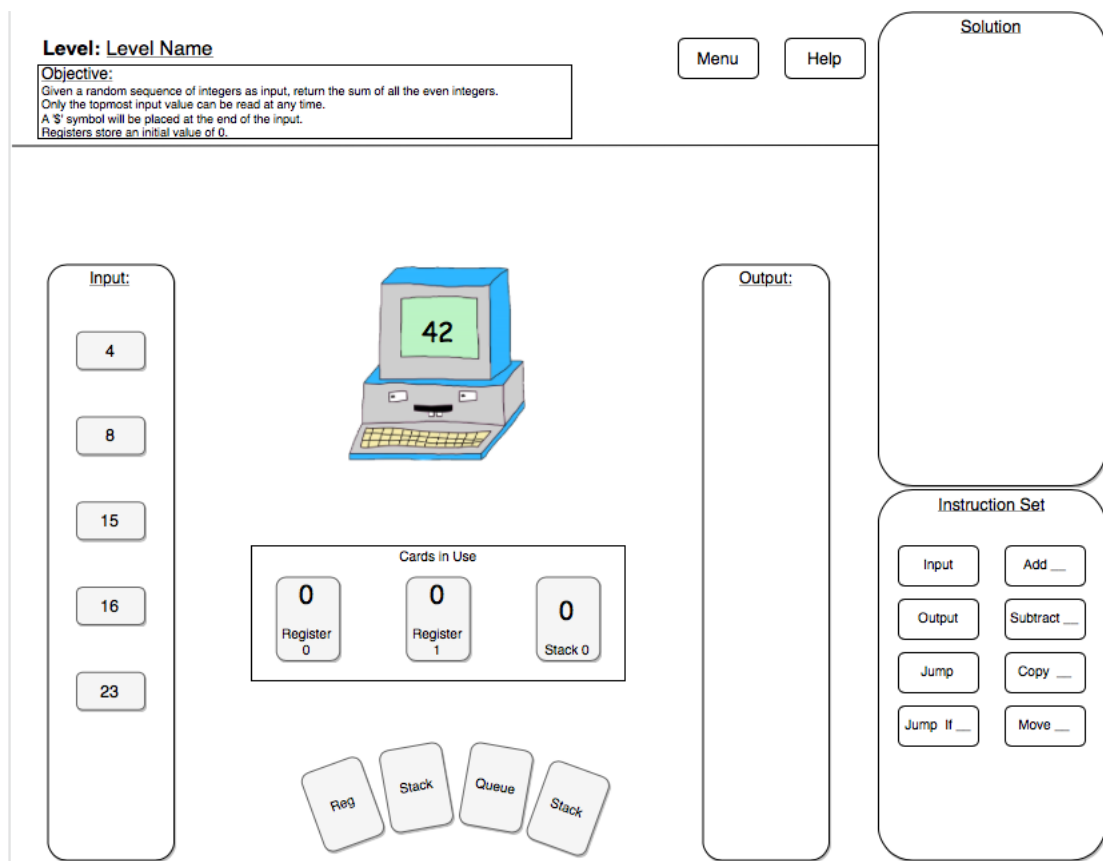 Level: Level Name
Menu
Help
Objective:
Given a random sequence of integers as input, return the sum of all the even integers.
Only the topmost input value can be read at any time.
A '$' symbol will be placed at the end of the input.
Registers store an initial value of 0.
Solution
Input:
4
8
15
16
23
42
Output:
Cards in Use
0
Register
0
0
Register
1
0
Stack 0
Reg
Stack
Queue
Stack
Instruction Set
Input
Add __
Output
Subtract __
Jump
Copy __
Jump If __
Move __